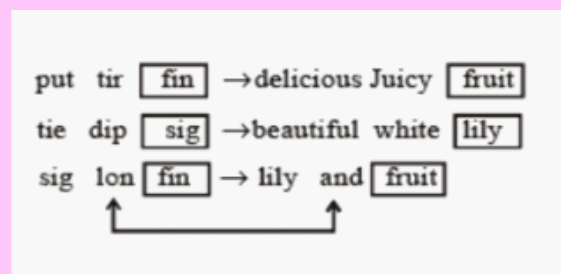 put tir fin →delicious Juicy fruit
tie dip sig →beautiful white lily
sig lon fin → lily and fruit